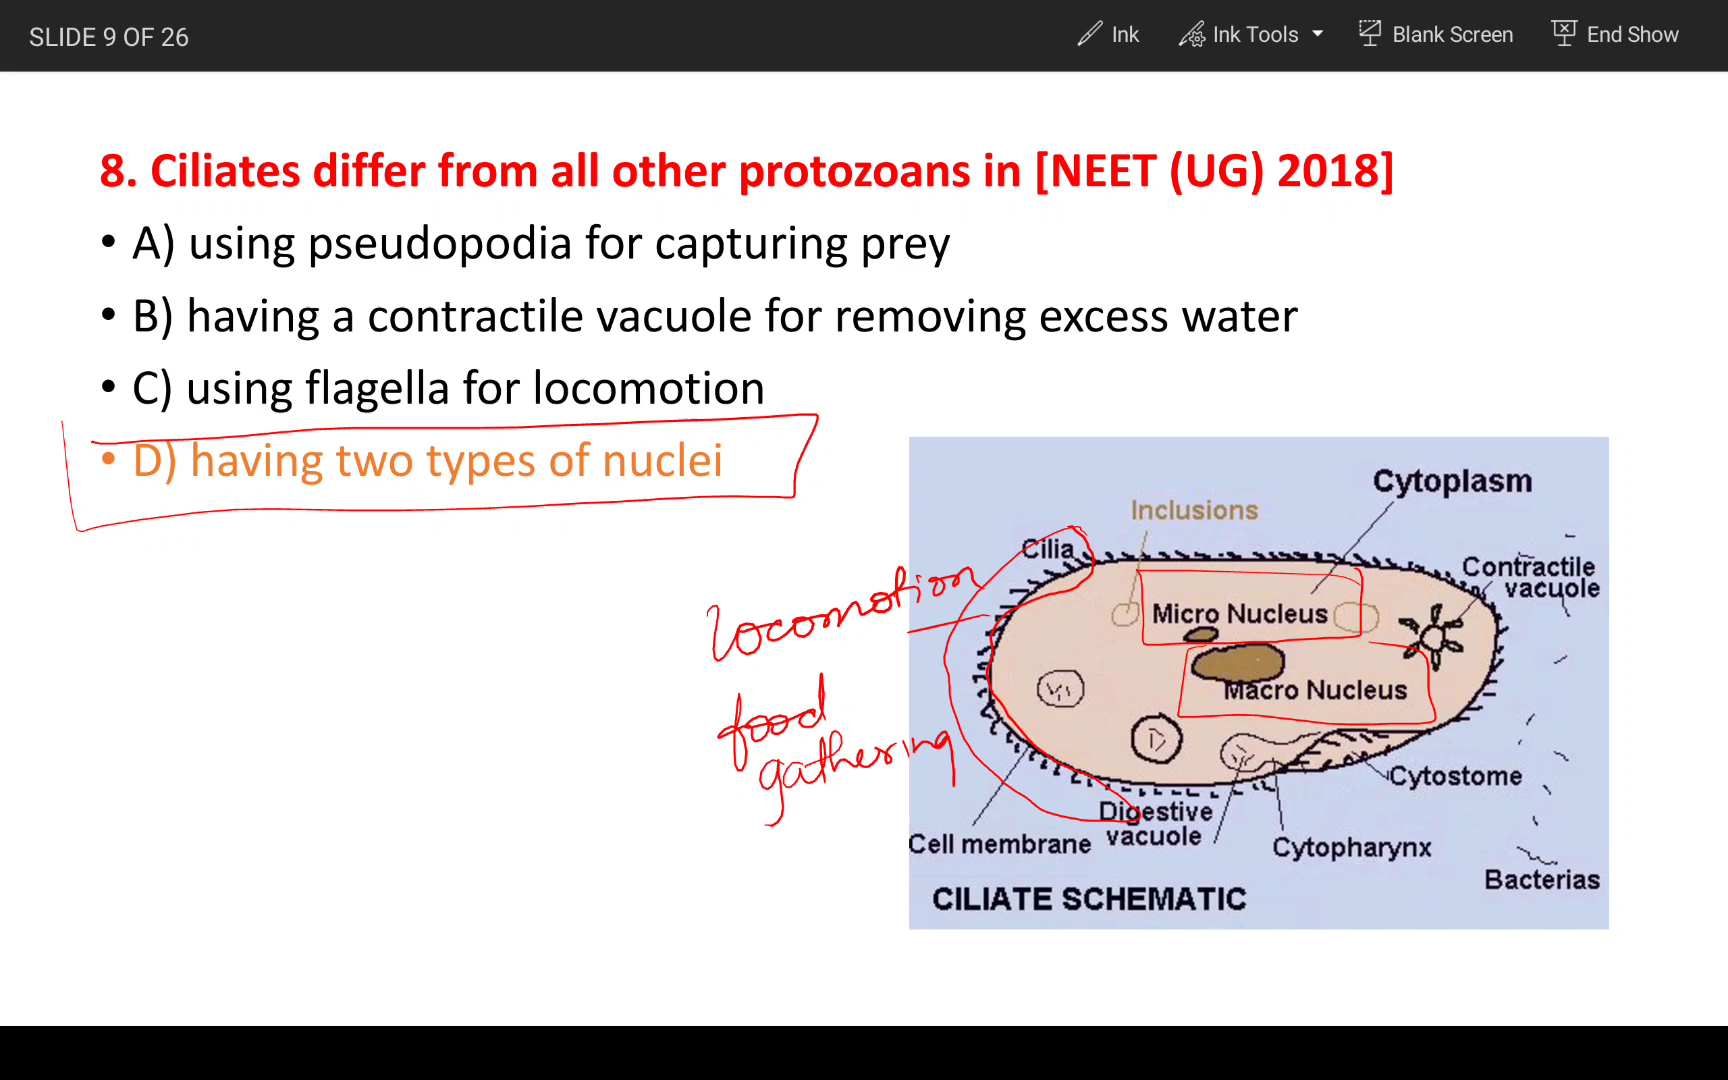 SLIDE 9 OF 26
Ink
Ink Tools
Blank Screen
End Show
8. Ciliates differ from all other protozoans in [NEET (UG) 2018]
• A) using pseudopodia for capturing prey
• B) having a contractile vacuole for removing excess water
• C) using flagella for locomotion
• D) having two types of nuclei
Cytoplasm
Inclusions
Cilia
Contractile
vacuole
locomotion
Micro Nucleus
Macro Nucleus
food
gathering
Cytostome
Digestive
vacuole
Cell membrane
Cytopharynx
Bacterias
CILIATE SCHEMATIC